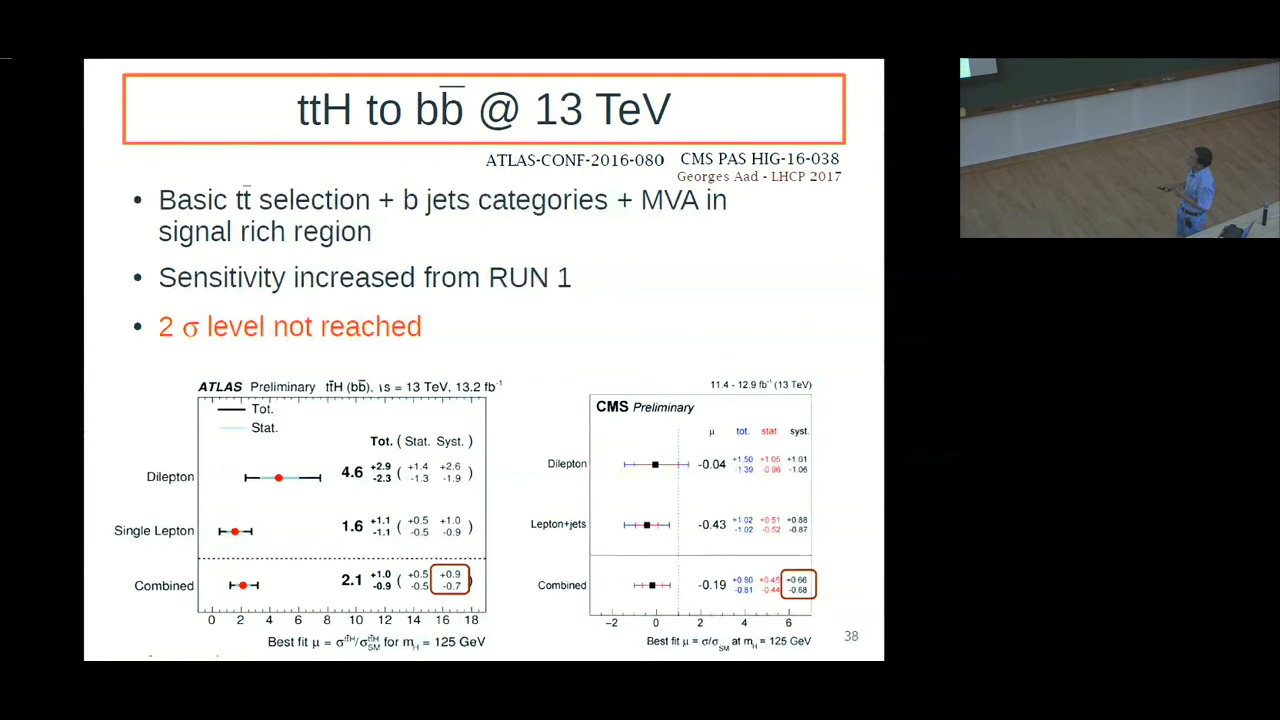 ttH to bb̅ @ 13 TeV
ATLAS-CONF-2016-080 CMS PAS HIG-16-038
Georges Aad - LHCP 2017
• Basic tt̅ selection + b jets categories + MVA in
signal rich region
• Sensitivity increased from RUN 1
• 2 σ level not reached
ATLAS Preliminary tt̅H (bb̅), √s = 13 TeV, 13.2 fb⁻¹
Tot.
Stat.
Tot. ( Stat. Syst. )
Dilepton 4.6 +2.9 -2.3 ( +1.4 -1.3 +2.6 -1.9 )
Single Lepton 1.6 +1.1 -1.1 ( +0.5 -0.5 +1.0 -0.9 )
Combined 2.1 +1.0 -0.9 ( +0.5 -0.5 +0.9 -0.7 )
0 2 4 6 8 10 12 14 16 18
Best fit μ = σ^tt̅H/σ^tt̅H_SM for m_H = 125 GeV
11.4 - 12.9 fb⁻¹ (13 TeV)
CMS Preliminary
μ tot. stat. syst.
Dilepton -0.04 +1.50 -1.39 +1.05 -0.96 +1.01 -1.06
Lepton+jets -0.43 +1.02 -1.02 +0.51 -0.52 +0.88 -0.87
Combined -0.19 +0.80 -0.81 +0.45 -0.44 +0.66 -0.68
−2 0 2 4 6
Best fit μ = σ/σ_SM at m_H = 125 GeV
38